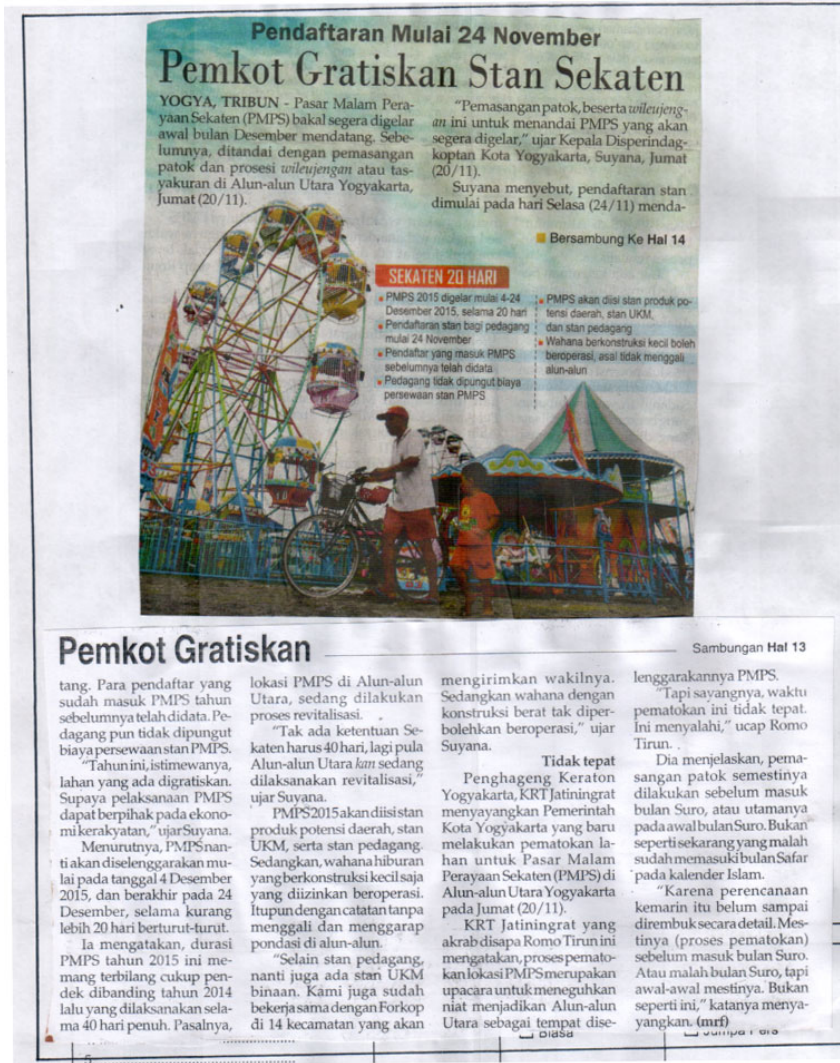 Pendaftaran Mulai 24 November
Pemkot Gratiskan Stan Sekaten
YOGYA, TRIBUN - Pasar Malam Pera-
yaan Sekaten (PMPS) bakal segera digelar
awal bulan Desember mendatang. Sebe-
lumnya, ditandai dengan pemasangan
patok dan prosesi wileujengan atau tas-
yakuran di Alun-alun Utara Yogyakarta,
Jumat (20/11).
"Pemasangan patok, beserta wileujeng-
an ini untuk menandai PMPS yang akan
segera digelar," ujar Kepala Disperindag-
koptan Kota Yogyakarta, Suyana, Jumat
(20/11).
Suyana menyebut, pendaftaran stan
dimulai pada hari Selasa (24/11) menda-
Bersambung Ke Hal 14
SEKATEN 20 HARI
PMPS 2015 digelar mulai 4-24
Desember 2015, selama 20 hari
Pendaftaran stan bagi pedagang
mulai 24 November
Pendaftar yang masuk PMPS
sebelumnya telah didata
Pedagang tidak dipungut biaya
persewaan stan PMPS
PMPS akan diisi stan produk po-
tensi daerah, stan UKM,
dan stan pedagang
Wahana berkonstruksi kecil boleh
beroperasi, asal tidak menggali
alun-alun
Pemkot Gratiskan
Sambungan Hal 13
tang. Para pendaftar yang
sudah masuk PMPS tahun
sebelumnya telah didata. Pe-
dagang pun tidak dipungut
biaya persewaan stan PMPS.
"Tahun ini, istimewanya,
lahan yang ada digratiskan.
Supaya pelaksanaan PMPS
dapat berpihak pada ekono-
mi kerakyatan," ujar Suyana.
Menurutnya, PMPS nan-
ti akan diselenggarakan mu-
lai pada tanggal 4 Desember
2015, dan berakhir pada 24
Desember, selama kurang
lebih 20 hari berturut-turut.
Ia mengatakan, durasi
PMPS tahun 2015 ini me-
mang terbilang cukup pen-
dek dibanding tahun 2014
lalu yang dilaksanakan sela-
ma 40 hari penuh. Pasalnya,
lokasi PMPS di Alun-alun
Utara, sedang dilakukan
proses revitalisasi.
"Tak ada ketentuan Se-
katen harus 40 hari, lagi pula
Alun-alun Utara kan sedang
dilaksanakan revitalisasi,"
ujar Suyana.
PMPS 2015 akan diisi stan
produk potensi daerah, stan
UKM, serta stan pedagang.
Sedangkan, wahana hiburan
yang berkonstruksi kecil saja
yang diizinkan beroperasi.
Itupun dengan catatan tanpa
menggali dan menggarap
pondasi di alun-alun.
"Selain stan pedagang,
nanti juga ada stan UKM
binaan. Kami juga sudah
bekerja sama dengan Forkop
di 14 kecamatan yang akan
mengirimkan wakilnya.
Sedangkan wahana dengan
konstruksi berat tak diper-
bolehkan beroperasi," ujar
Suyana.
Tidak tepat
Penghageng Keraton
Yogyakarta, KRT Jatiningrat
menyayangkan Pemerintah
Kota Yogyakarta yang baru
melakukan pematokan la-
han untuk Pasar Malam
Perayaan Sekaten (PMPS) di
Alun-alun Utara Yogyakarta
pada Jumat (20/11).
KRT Jatiningrat yang
akrab disapa Romo Tirun ini
mengatakan, proses pemato-
kan lokasi PMPS merupakan
upacara untuk meneguhkan
niat menjadikan Alun-alun
Utara sebagai tempat dise-
lenggarakannya PMPS.
"Tapi sayangnya, waktu
pematokan ini tidak tepat.
Ini menyalahi," ucap Romo
Tirun.
Dia menjelaskan, pema-
sangan patok semestinya
dilakukan sebelum masuk
bulan Suro, atau utamanya
pada awal bulan Suro. Bukan
seperti sekarang yang malah
sudah memasuki bulan Safar
pada kalender Islam.
"Karena perencanaan
kemarin itu belum sampai
dirembuk secara detail. Mes-
tinya (proses pematokan)
sebelum masuk bulan Suro.
Atau malah bulan Suro, tapi
awal-awal mestinya. Bukan
seperti ini," katanya menya-
yangkan. (mrf)
Biasa
Jumpa Pers